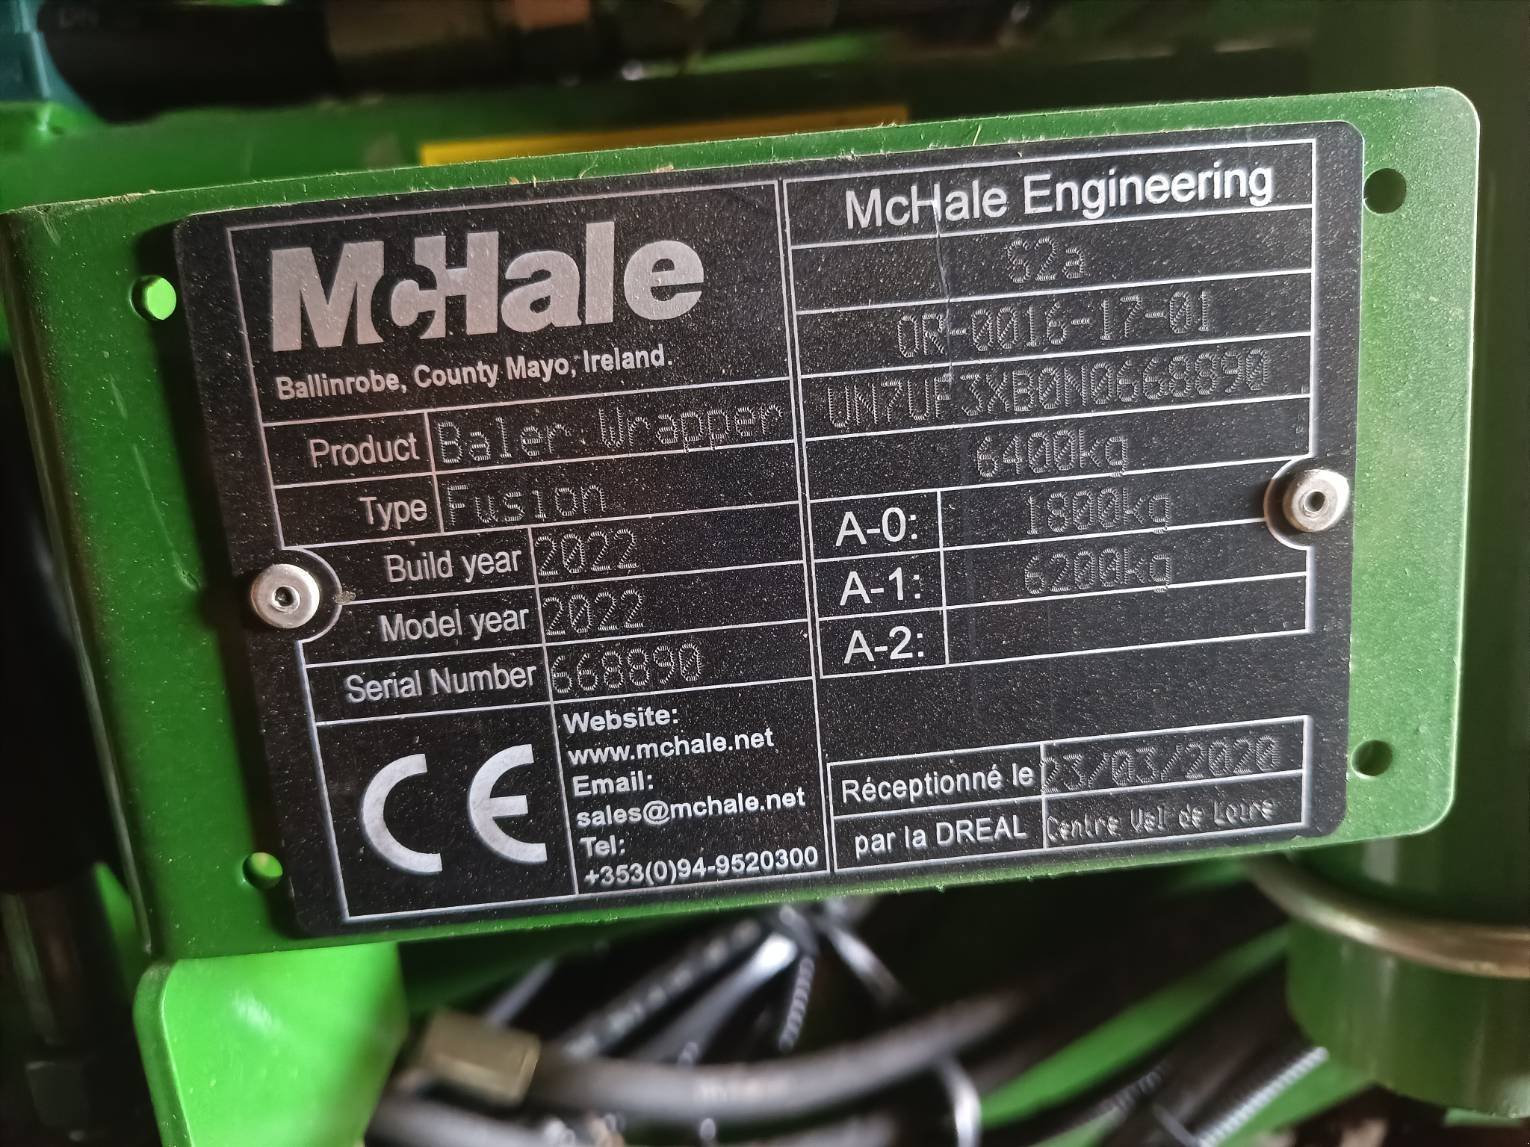 McHale
Ballinrobe, County Mayo, Ireland.
Product Baler Wrapper
Type Fusion
Build year 2022
Model year 2022
Serial Number 668890
CE
Website:
www.mchale.net
Email:
sales@mchale.net
Tel:
+353(0)94-9520300
McHale Engineering
S2a
OR-0016-17-01
UN7UF3XB0N0668890
6400kg
A-0: 1800kg
A-1: 6200kg
A-2:
Réceptionné le 23/03/2020
par la DREAL Centre Val de Loire